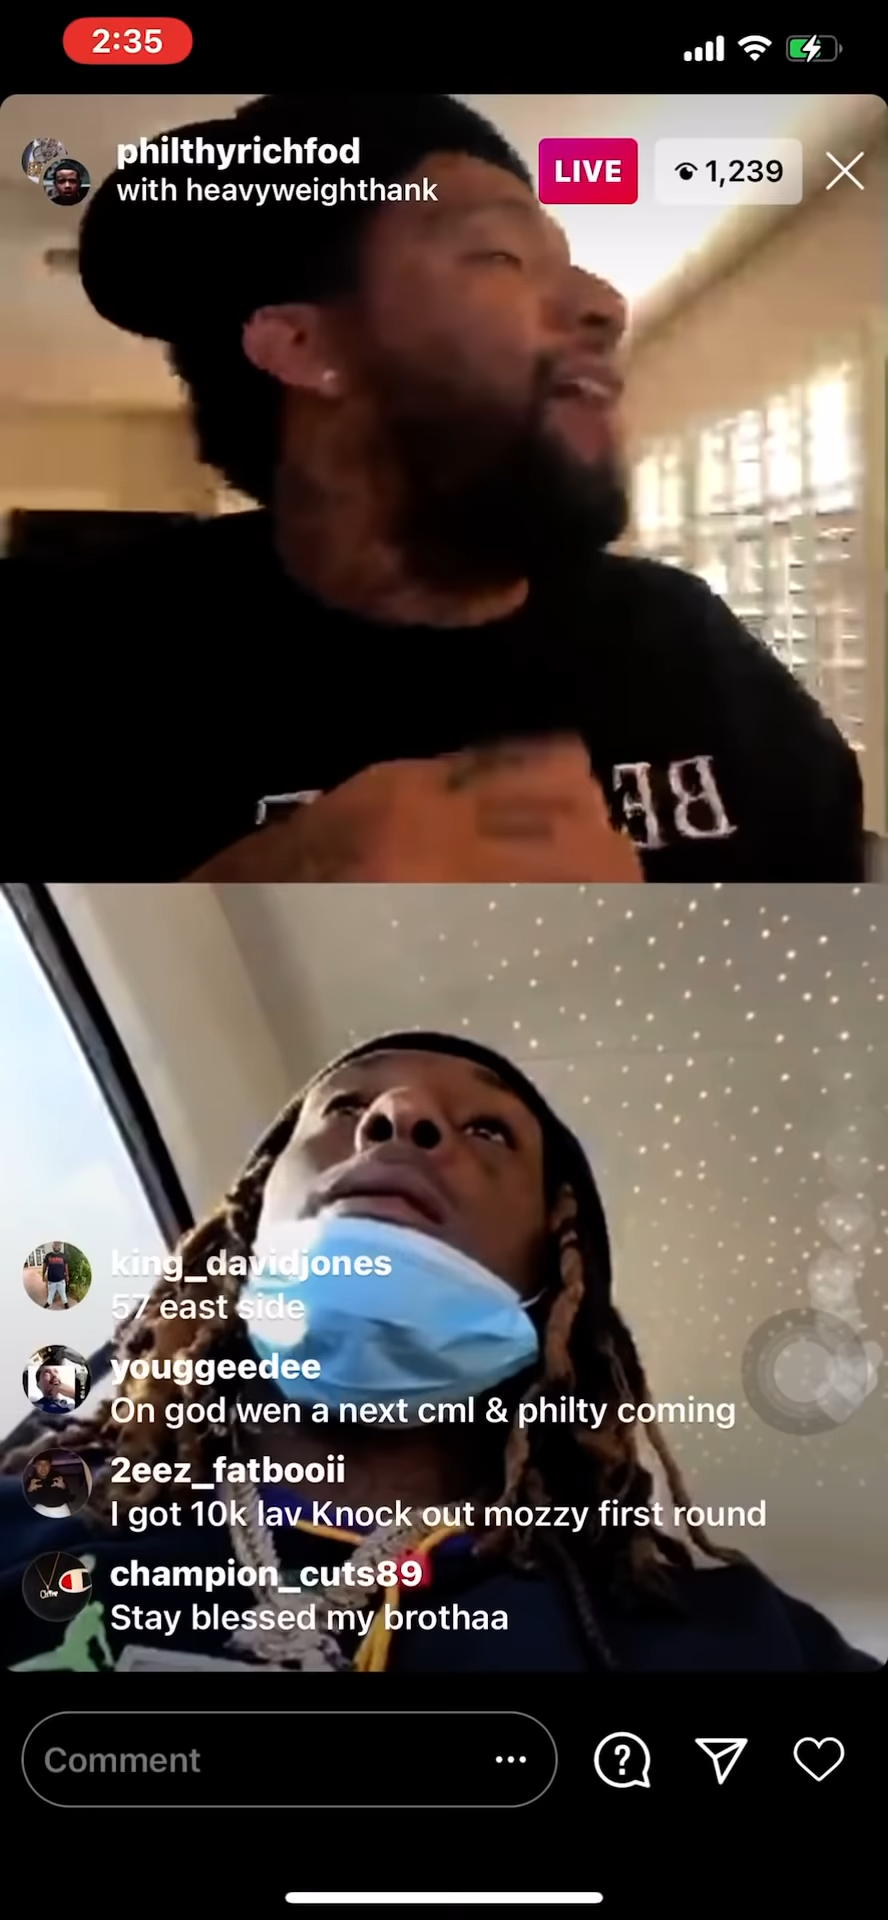 2:35
philthyrichfod
with heavyweighthank
LIVE
1,239
BE
king_davidjones
57 east side
youggeedee
On god wen a next cml & philty coming
2eez_fatbooii
I got 10k lav Knock out mozzy first round
champion_cuts89
Stay blessed my brothaa
Comment